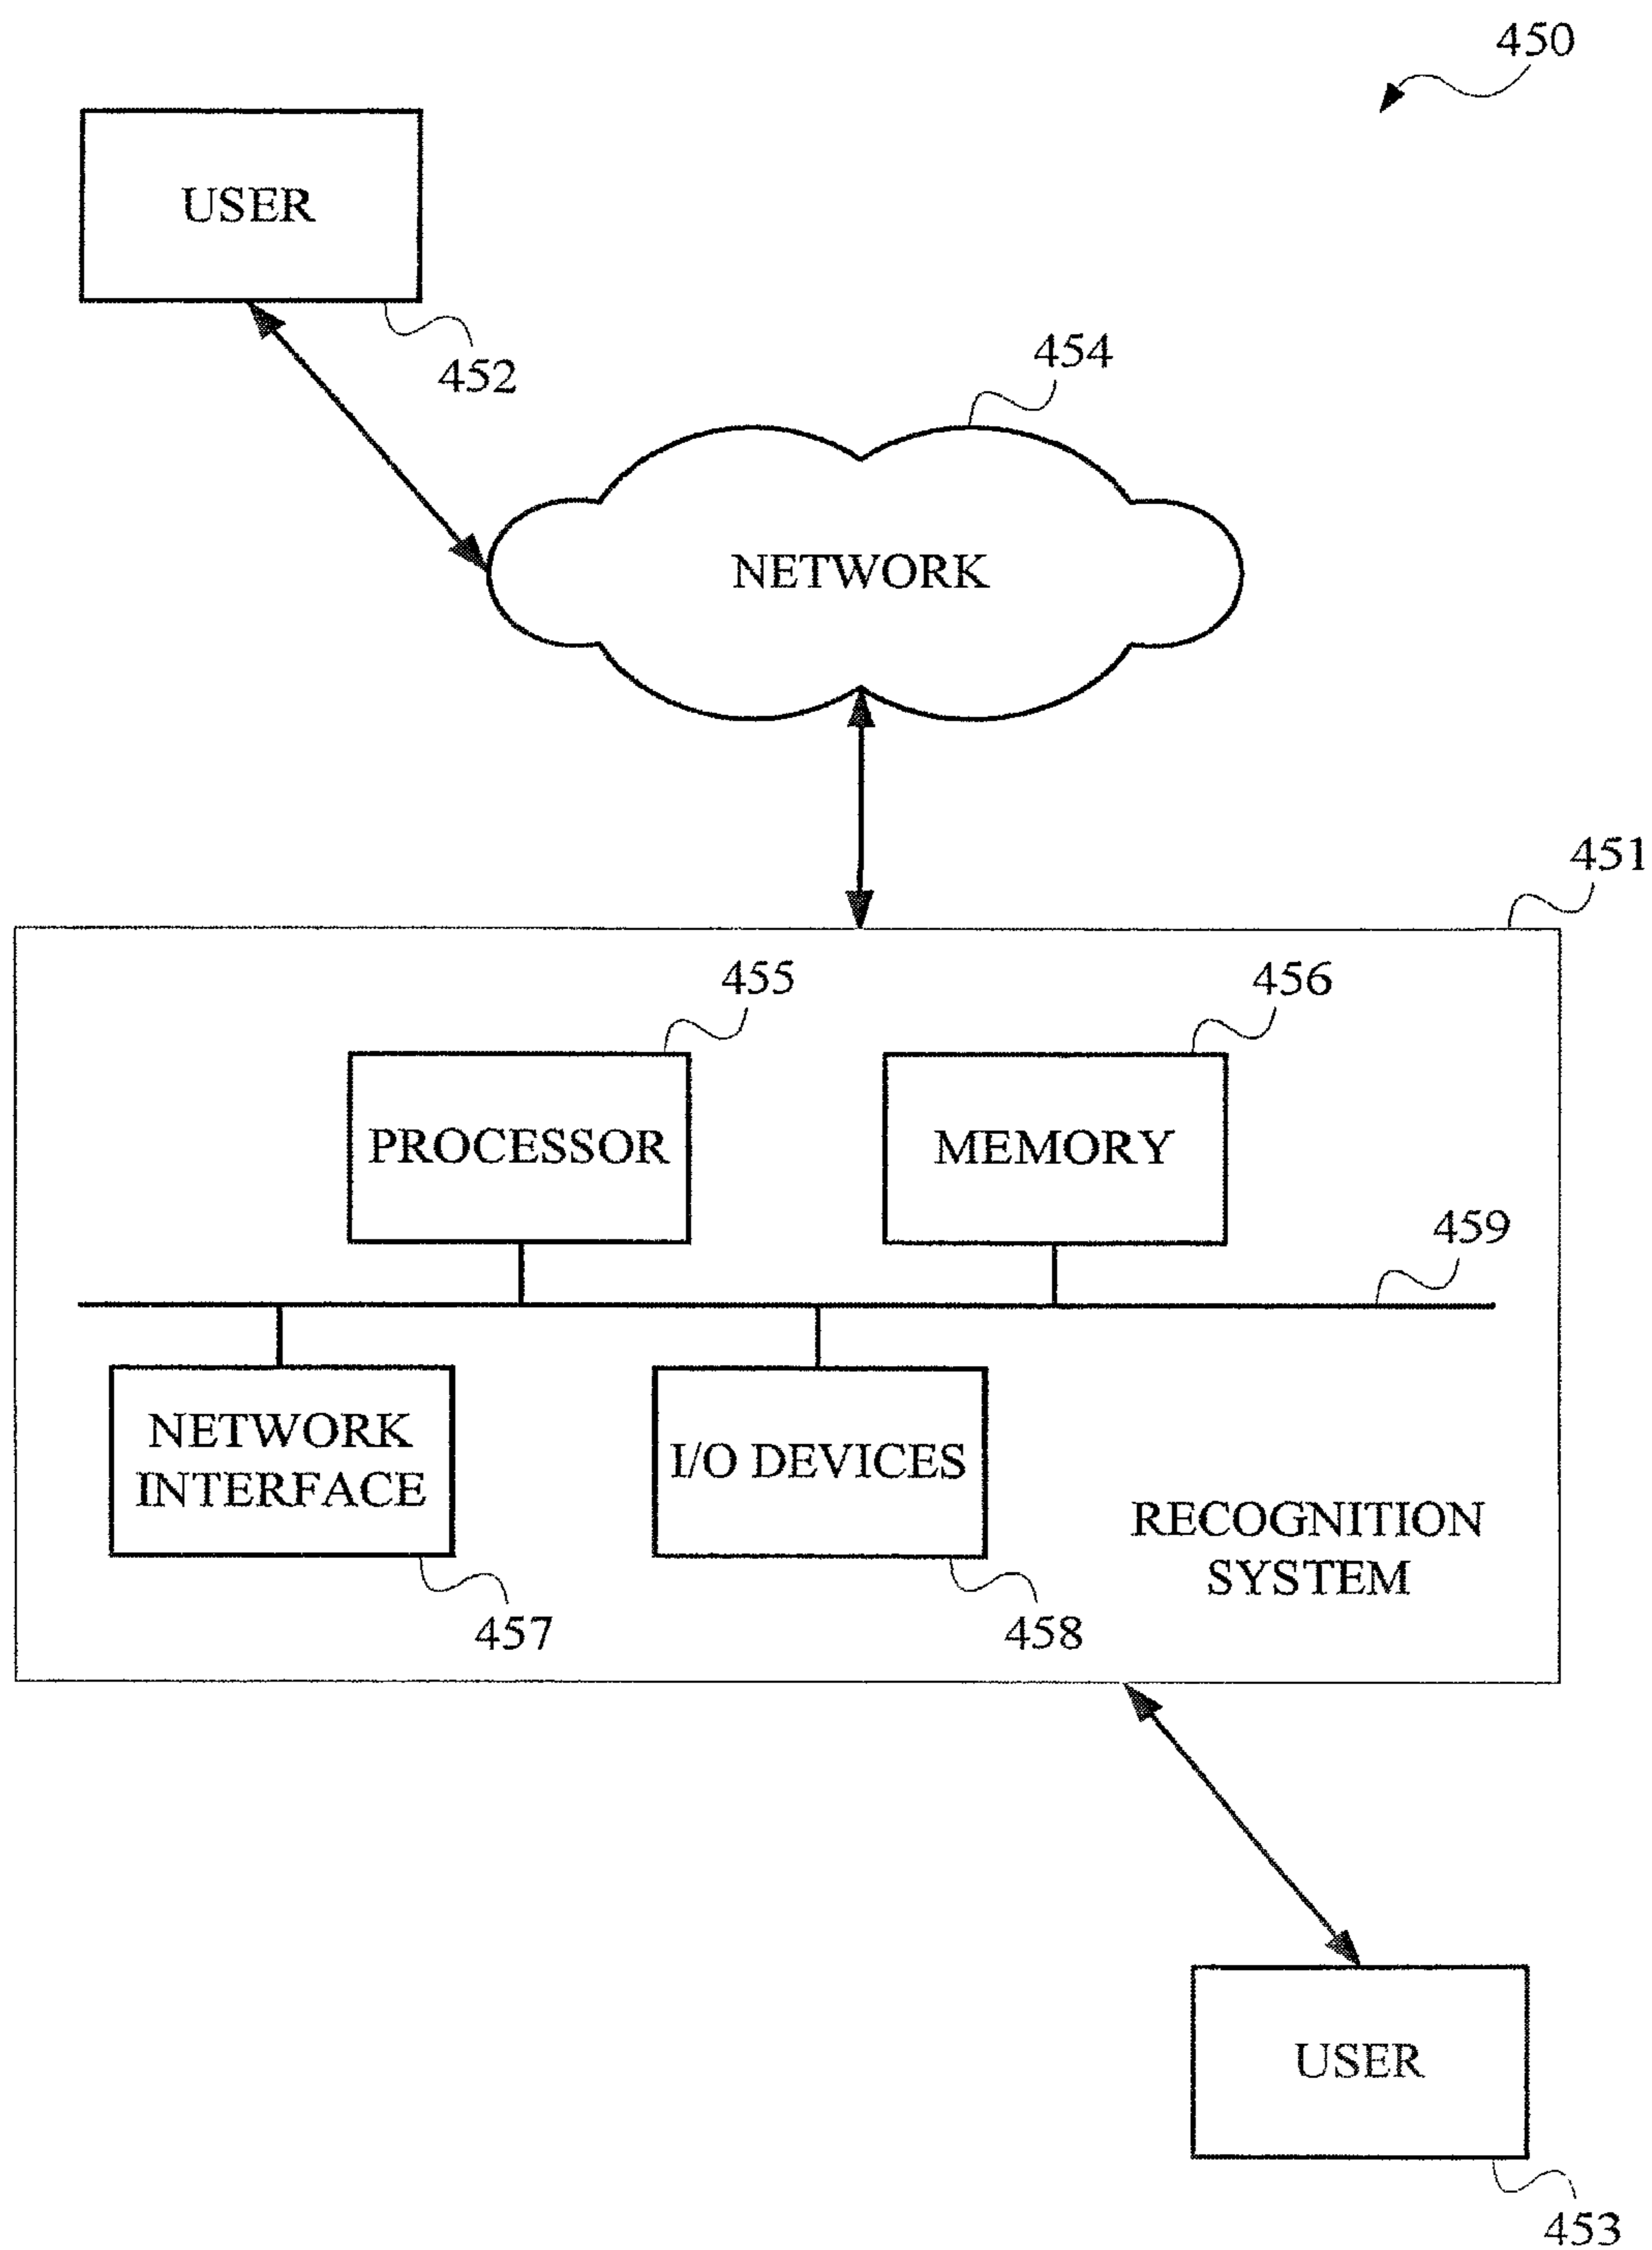 450
USER
452
454
NETWORK
451
455
456
PROCESSOR
MEMORY
459
NETWORK
INTERFACE
I/O DEVICES
RECOGNITION
SYSTEM
457
458
USER
453